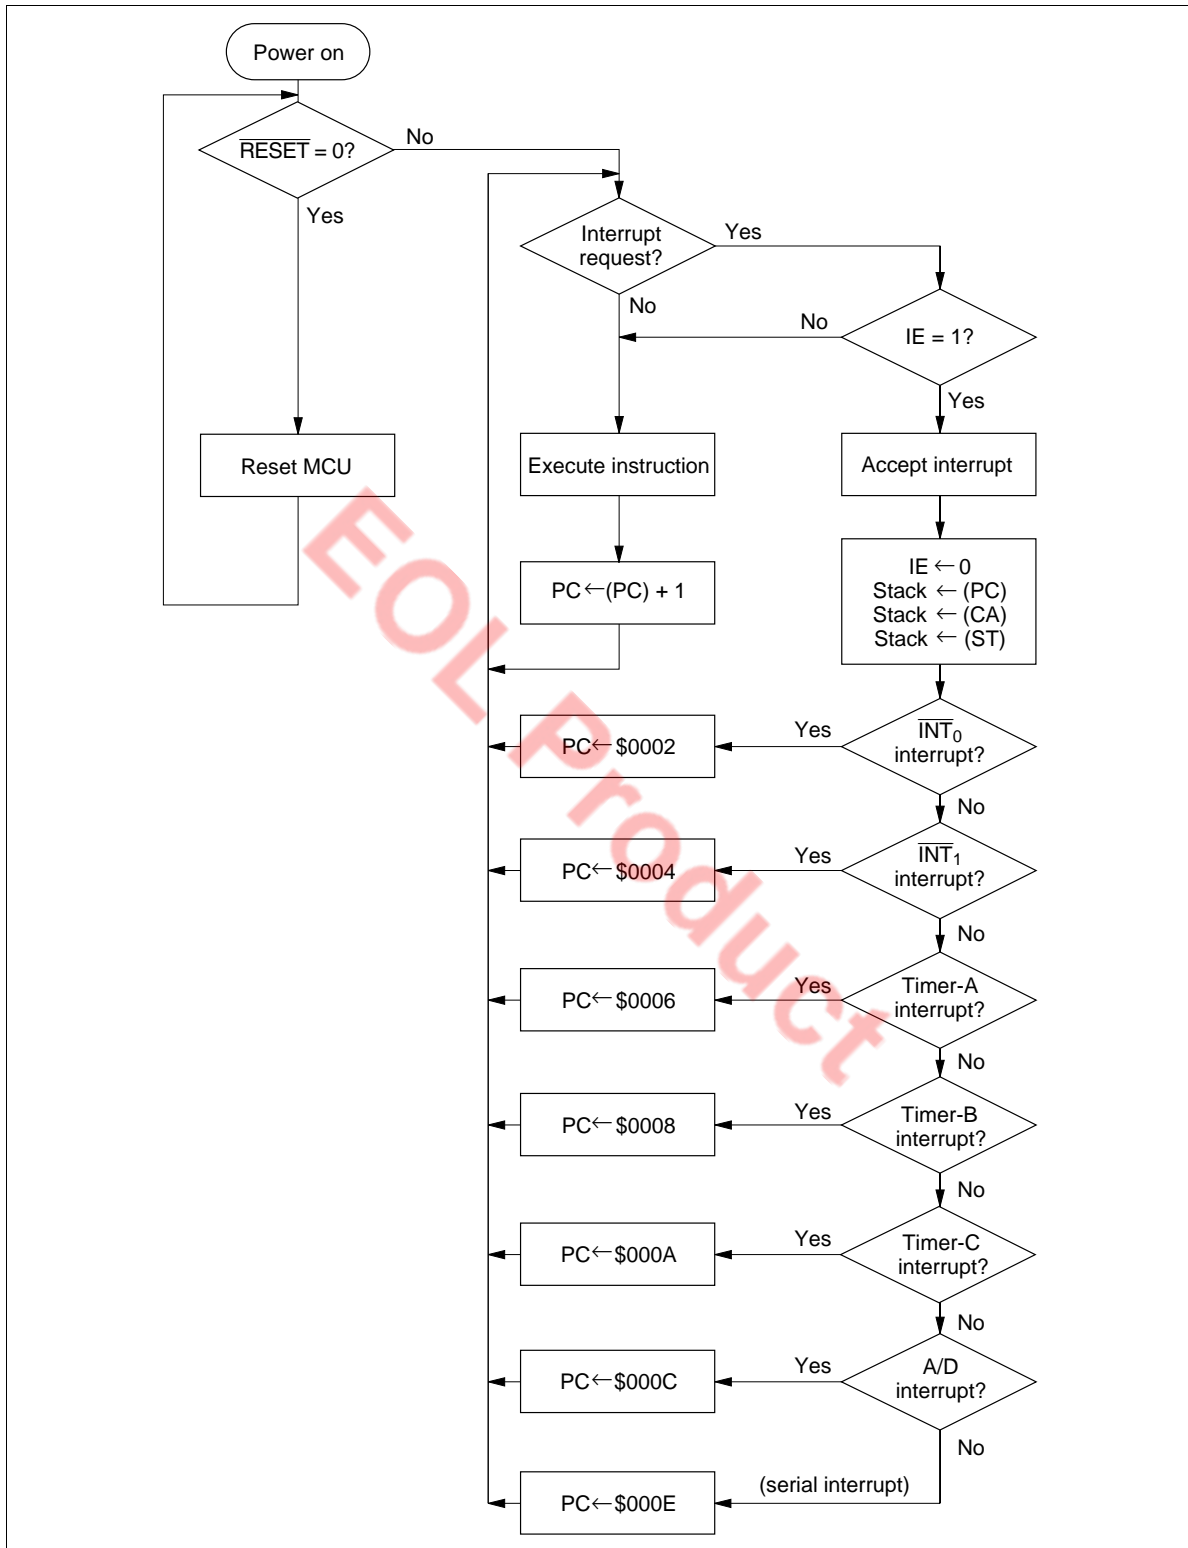 Power on
R̅E̅S̅E̅T̅ = 0?
No
Yes
Interrupt
request?
Yes
No
No
IE = 1?
Yes
Reset MCU
Execute instruction
Accept interrupt
PC←(PC) + 1
IE ← 0
Stack ← (PC)
Stack ← (CA)
Stack ← (ST)
PC← $0002
Yes
I̅N̅T̅₀
interrupt?
No
PC← $0004
Yes
I̅N̅T̅₁
interrupt?
No
PC← $0006
Yes
Timer-A
interrupt?
No
PC← $0008
Yes
Timer-B
interrupt?
No
PC← $000A
Yes
Timer-C
interrupt?
No
PC← $000C
Yes
A/D
interrupt?
No
PC← $000E
(serial interrupt)
EOL Product